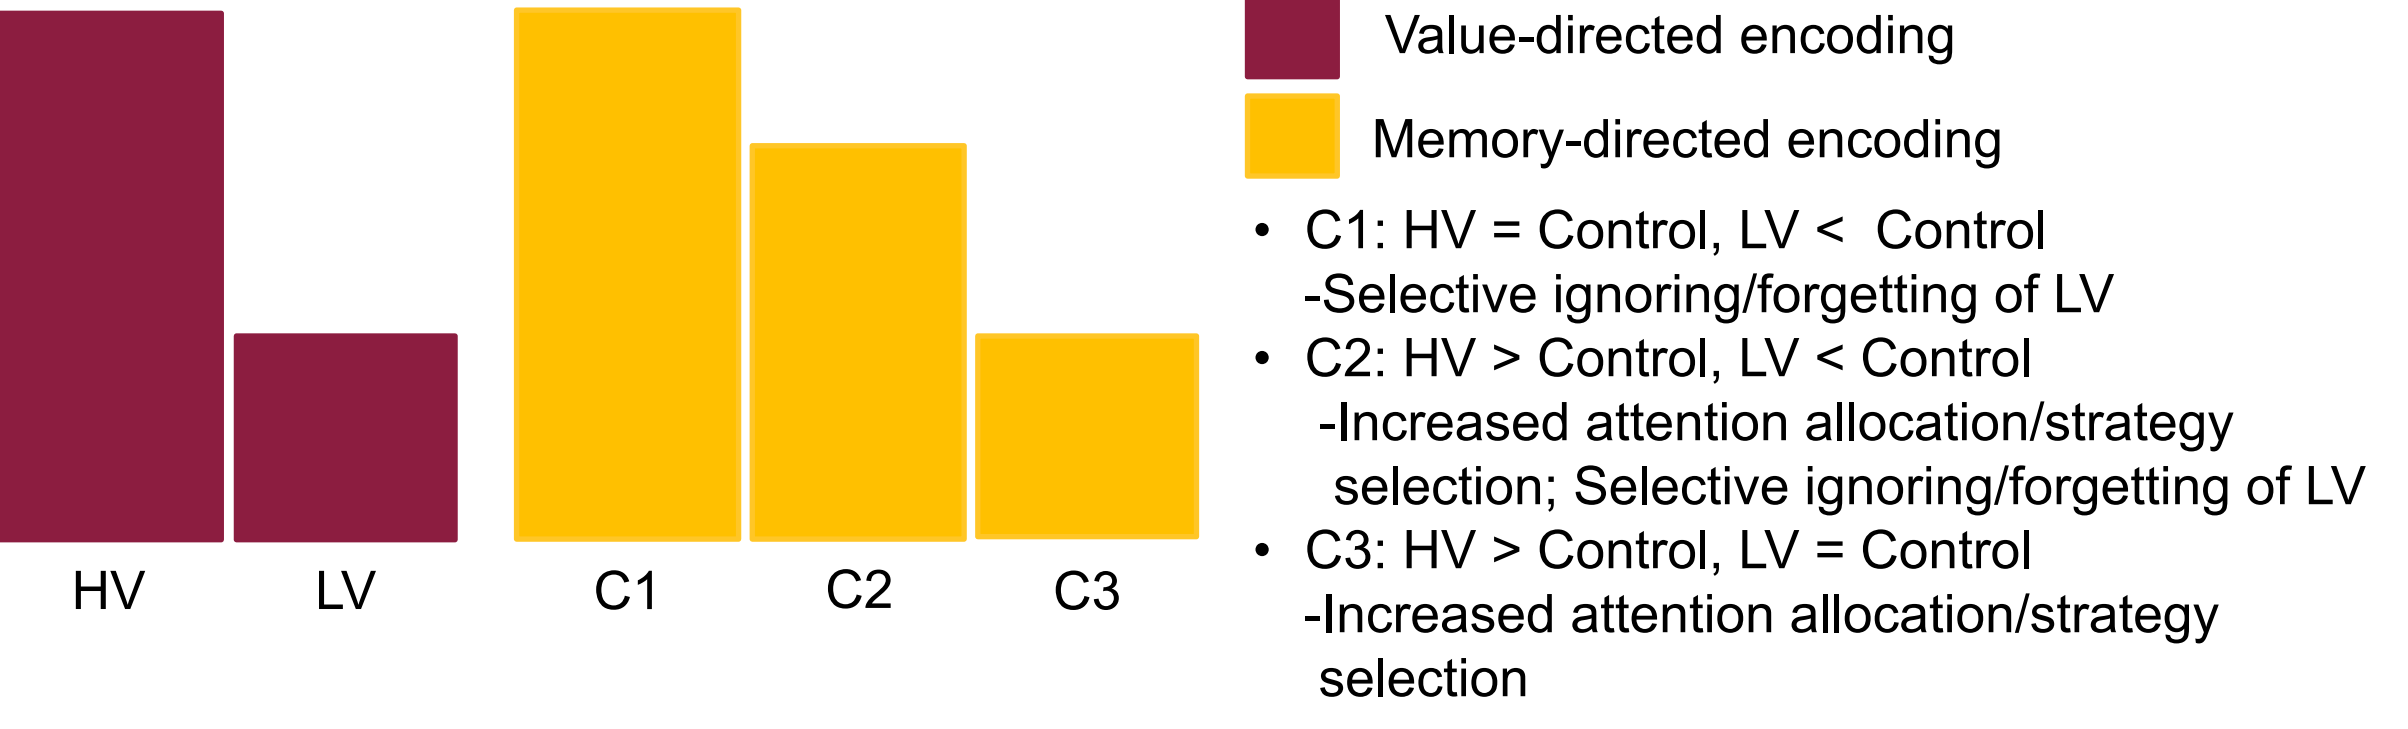 Value-directed encoding
Memory-directed encoding
• C1: HV = Control, LV < Control
-Selective ignoring/forgetting of LV
• C2: HV > Control, LV < Control
-Increased attention allocation/strategy
selection; Selective ignoring/forgetting of LV
• C3: HV > Control, LV = Control
-Increased attention allocation/strategy
selection
HV LV C1 C2 C3